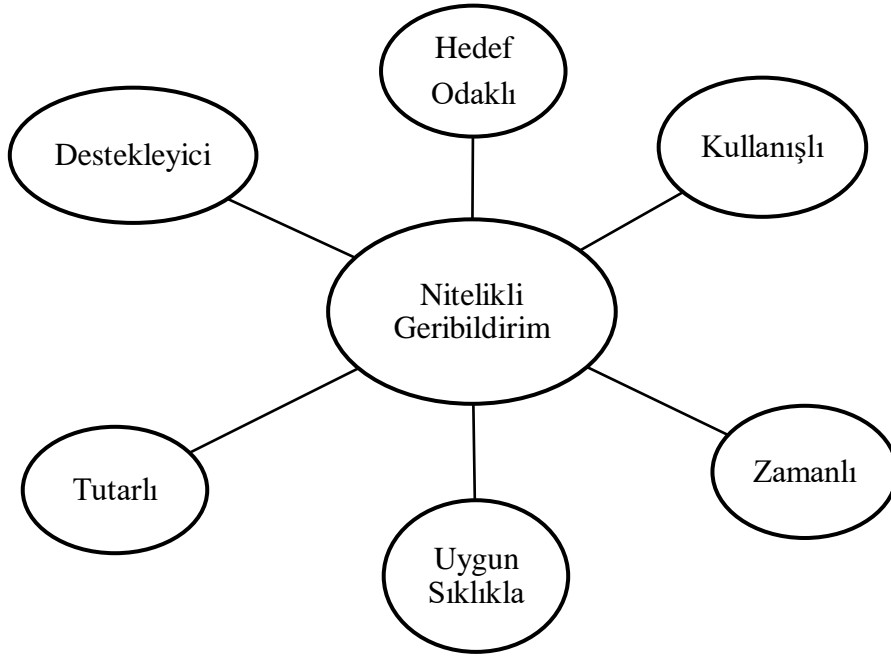 Hedef
Odaklı
Destekleyici
Kullanışlı
Nitelikli
Geribildirim
Tutarlı
Zamanlı
Uygun
Sıklıkla